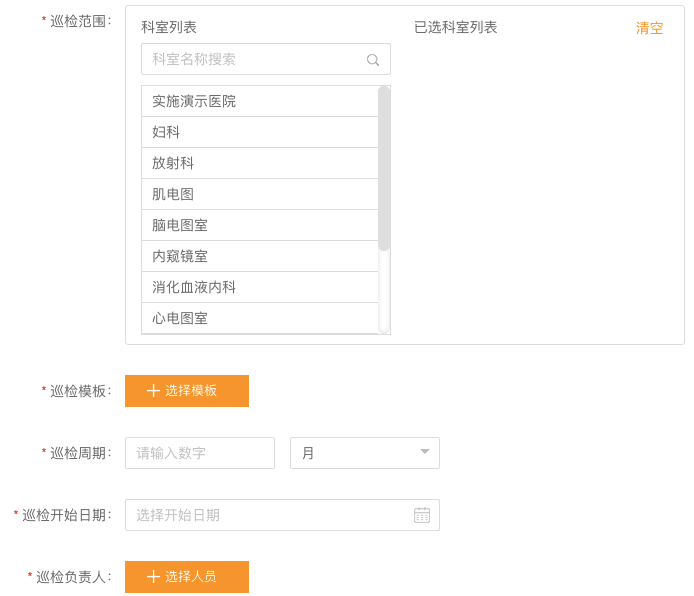 * 巡检范围：
科室列表
已选科室列表
清空
科室名称搜索
实施演示医院
妇科
放射科
肌电图
脑电图室
内窥镜室
消化血液内科
心电图室
* 巡检模板：
选择模板
* 巡检周期：
请输入数字
月
* 巡检开始日期：
选择开始日期
* 巡检负责人：
选择人员